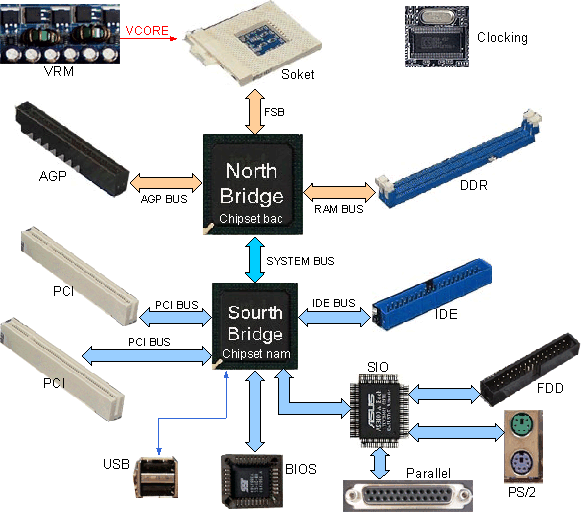 VCORE
VRM
Soket
Clocking
FSB
AGP
North
Bridge
Chipset bac
DDR
AGP BUS
RAM BUS
SYSTEM BUS
PCI
PCI BUS
Sourth
Bridge
Chipset nam
IDE BUS
IDE
PCI BUS
PCI
SIO
ASUS
FDD
USB
BIOS
Parallel
PS/2